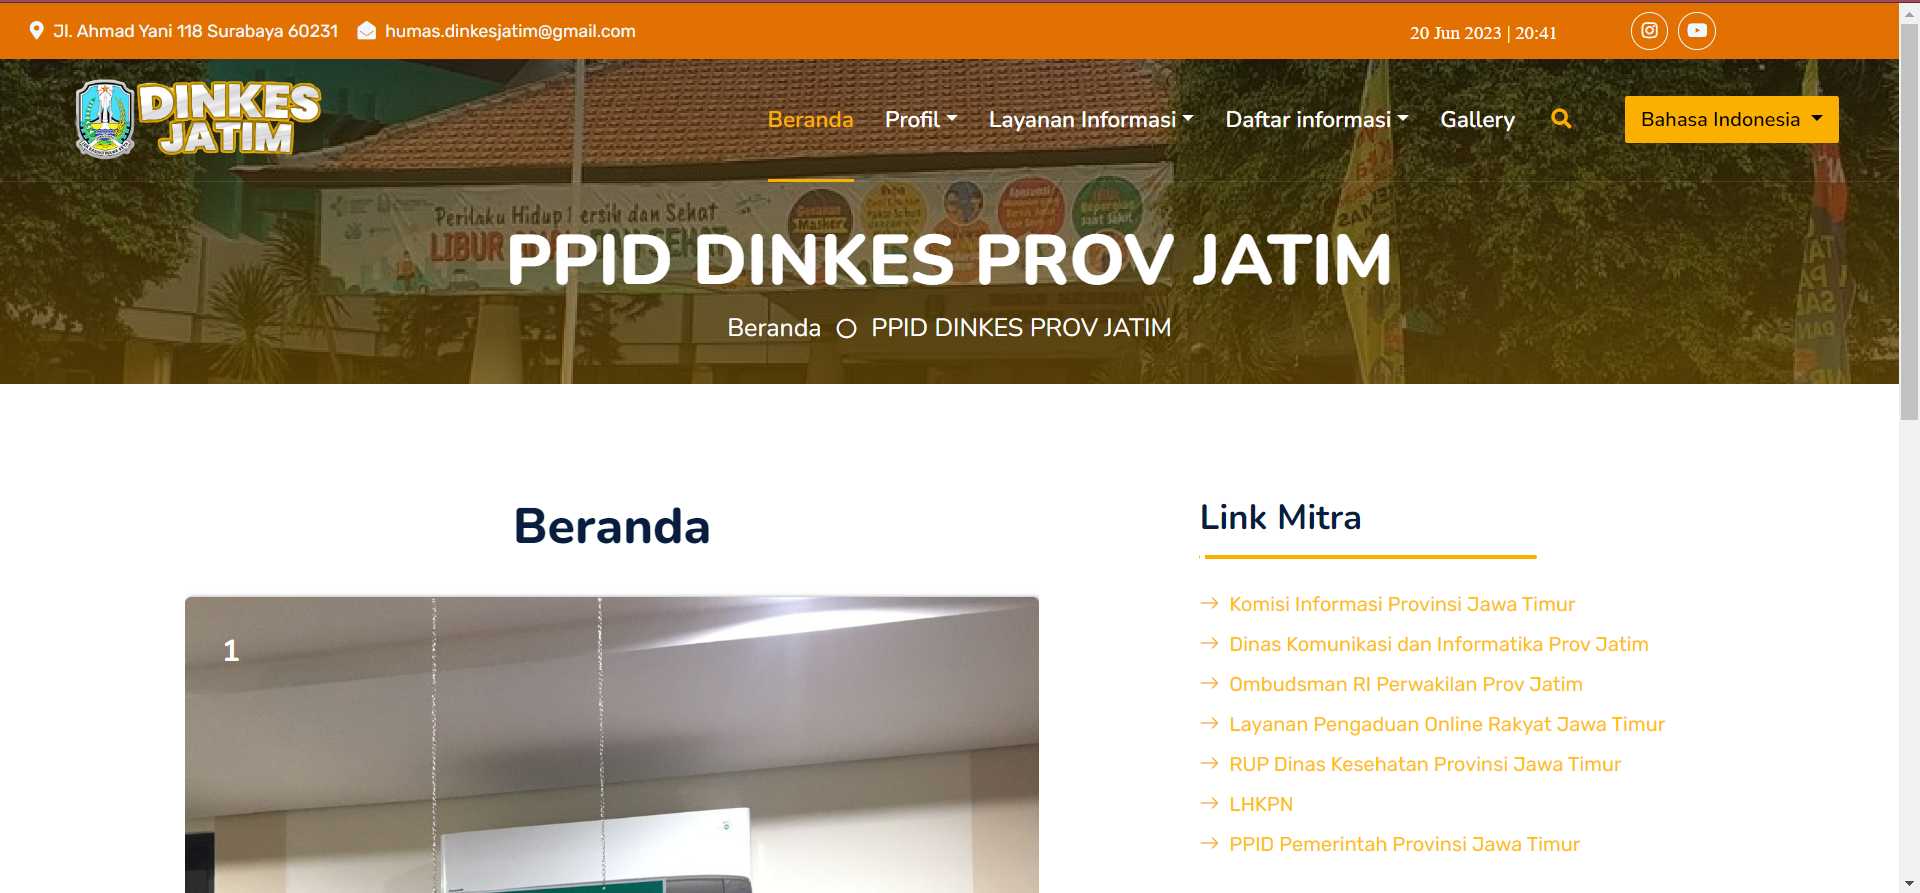 Jl. Ahmad Yani 118 Surabaya 60231
humas.dinkesjatim@gmail.com
20 Jun 2023 | 20:41
DINKES
JATIM
Beranda
Profil
Layanan Informasi
Daftar informasi
Gallery
Bahasa Indonesia
Perilaku Hidup Bersih dan Sehat
LIBUR
PPID DINKES PROV JATIM
Beranda
PPID DINKES PROV JATIM
Beranda
1
Link Mitra
Komisi Informasi Provinsi Jawa Timur
Dinas Komunikasi dan Informatika Prov Jatim
Ombudsman RI Perwakilan Prov Jatim
Layanan Pengaduan Online Rakyat Jawa Timur
RUP Dinas Kesehatan Provinsi Jawa Timur
LHKPN
PPID Pemerintah Provinsi Jawa Timur